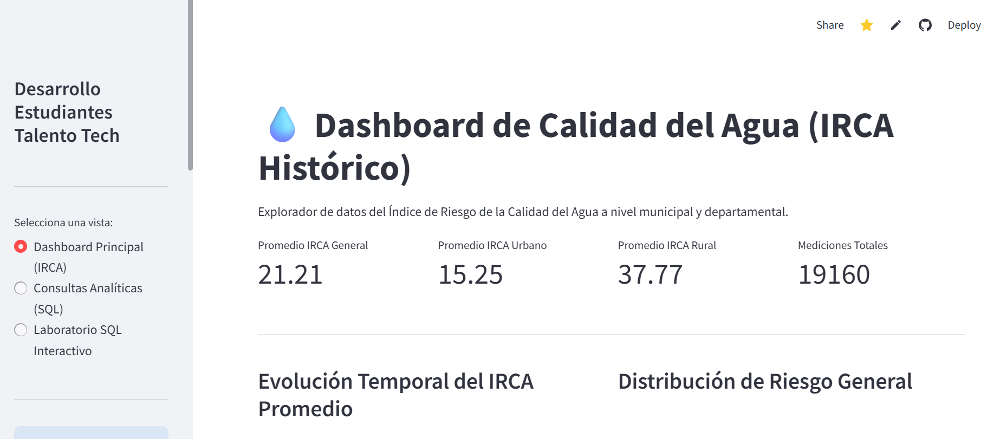 Share
Deploy
Desarrollo
Estudiantes
Talento Tech
Selecciona una vista:
Dashboard Principal
(IRCA)
Consultas Analíticas
(SQL)
Laboratorio SQL
Interactivo
Dashboard de Calidad del Agua (IRCA
Histórico)
Explorador de datos del Índice de Riesgo de la Calidad del Agua a nivel municipal y departamental.
Promedio IRCA General
21.21
Promedio IRCA Urbano
15.25
Promedio IRCA Rural
37.77
Mediciones Totales
19160
Evolución Temporal del IRCA
Promedio
Distribución de Riesgo General